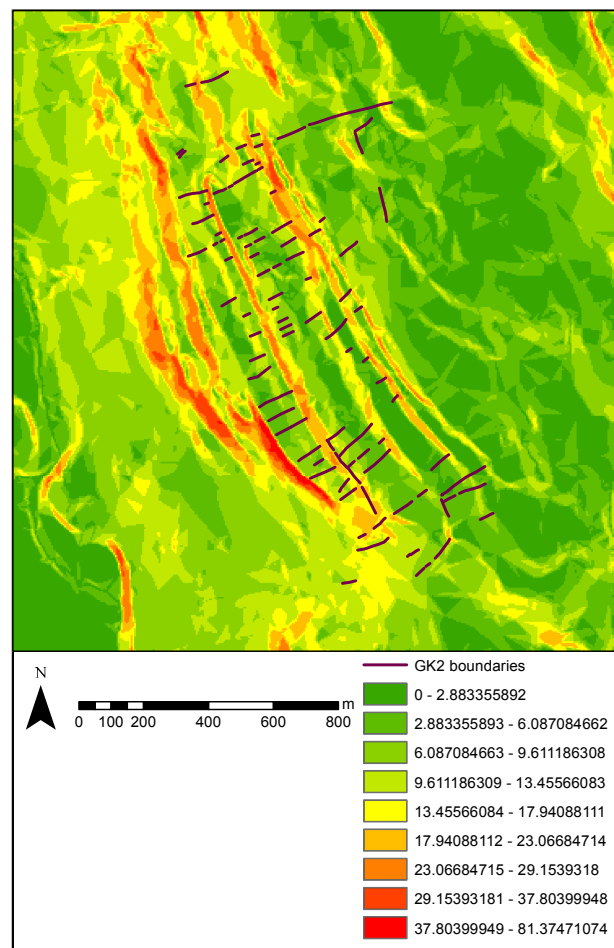 GK2 boundaries
N
m
0 100 200 400 600 800
0 - 2.883355892
2.883355893 - 6.087084662
6.087084663 - 9.611186308
9.611186309 - 13.45566083
13.45566084 - 17.94088111
17.94088112 - 23.06684714
23.06684715 - 29.1539318
29.15393181 - 37.80399948
37.80399949 - 81.37471074